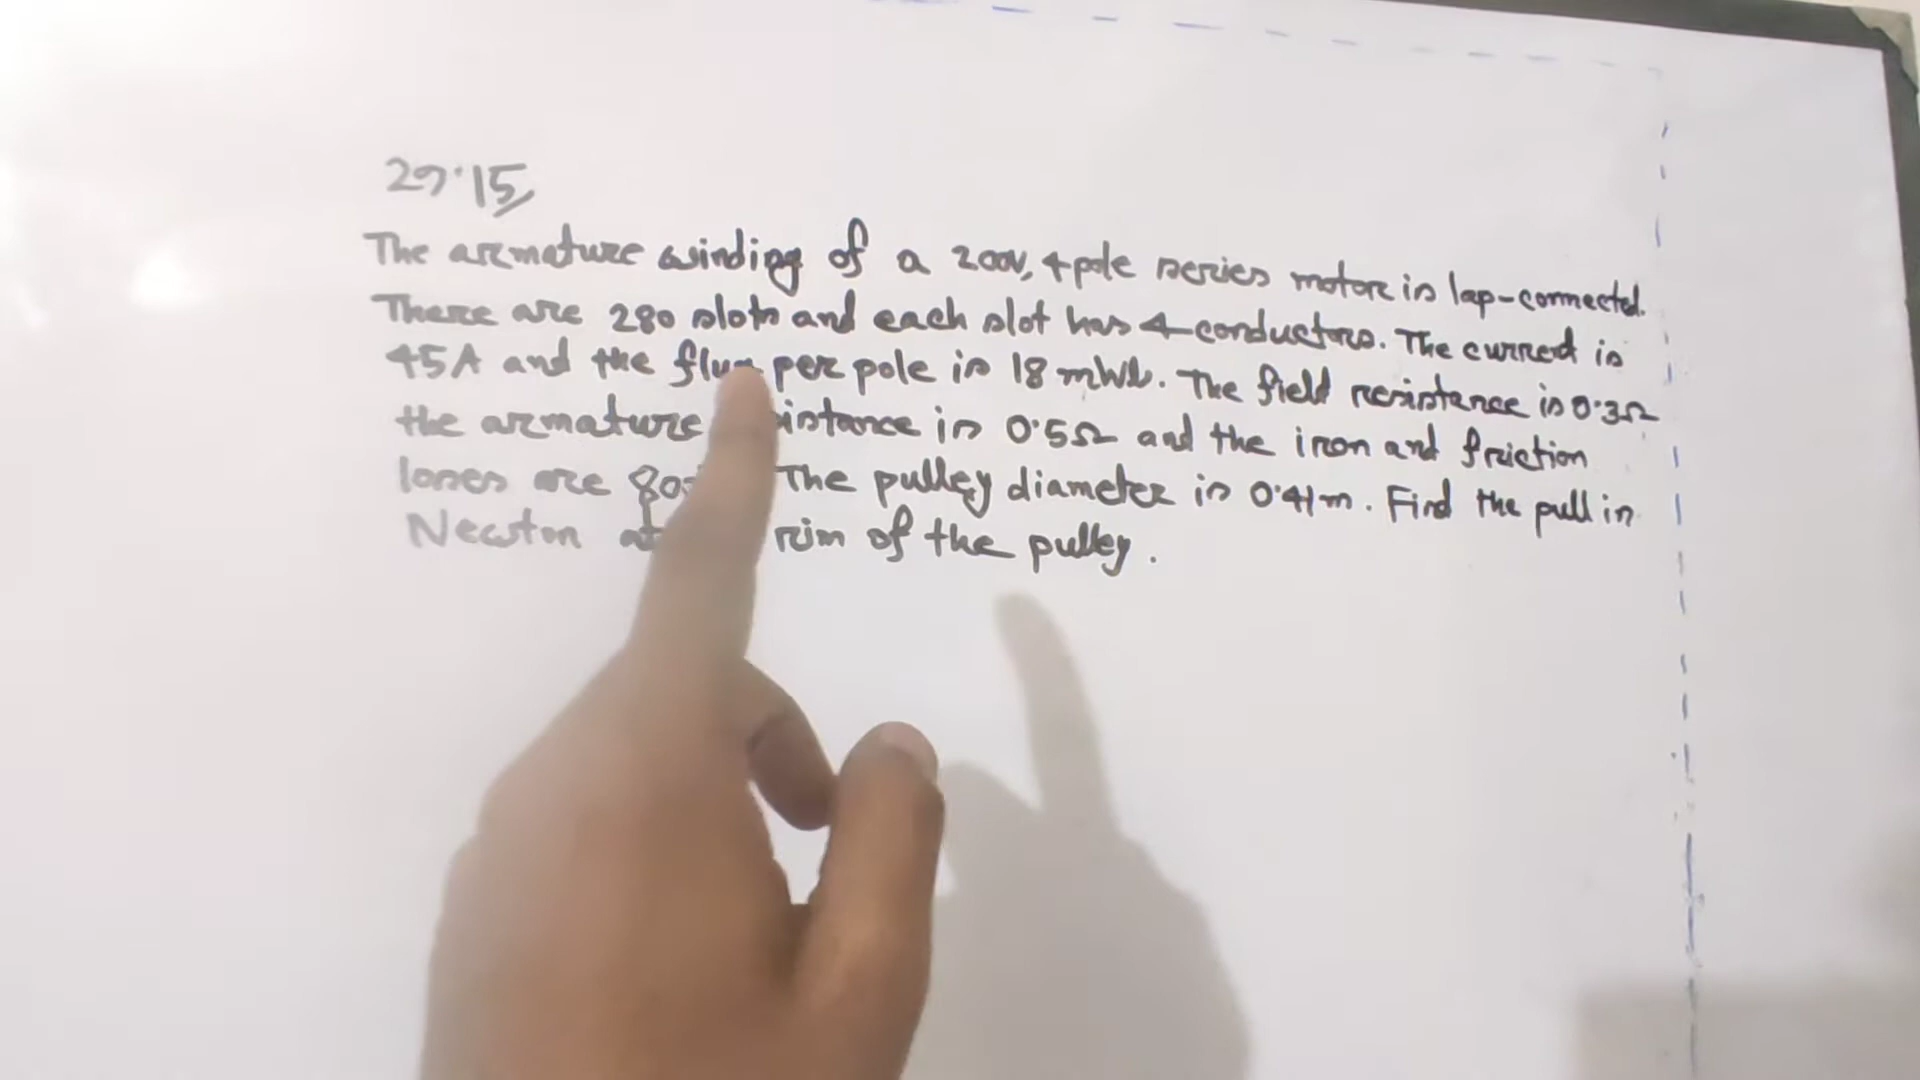 29.15
The armature winding of a 200V, 4 pole series motor is lap-connected.
There are 280 slots and each slot has 4-conductors. The current is
45A and the flux per pole is 18 mWb. The field resistance is 0.3Ω
the armature is 0.5Ω and the iron and friction
losses are The pulley diameter is 0.41m. Find the pull in
Newton at rim of the pulley.